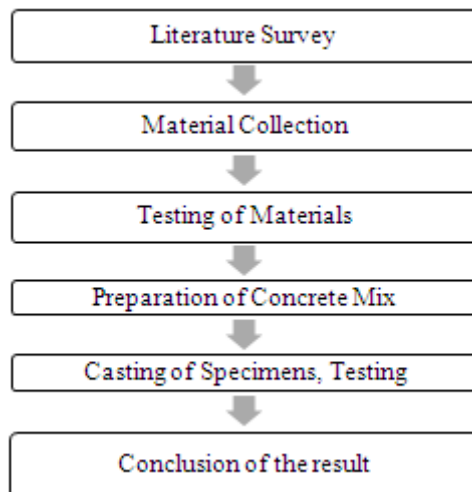 Literature Survey
Material Collection
Testing of Materials
Preparation of Concrete Mix
Casting of Specimens, Testing
Conclusion of the result